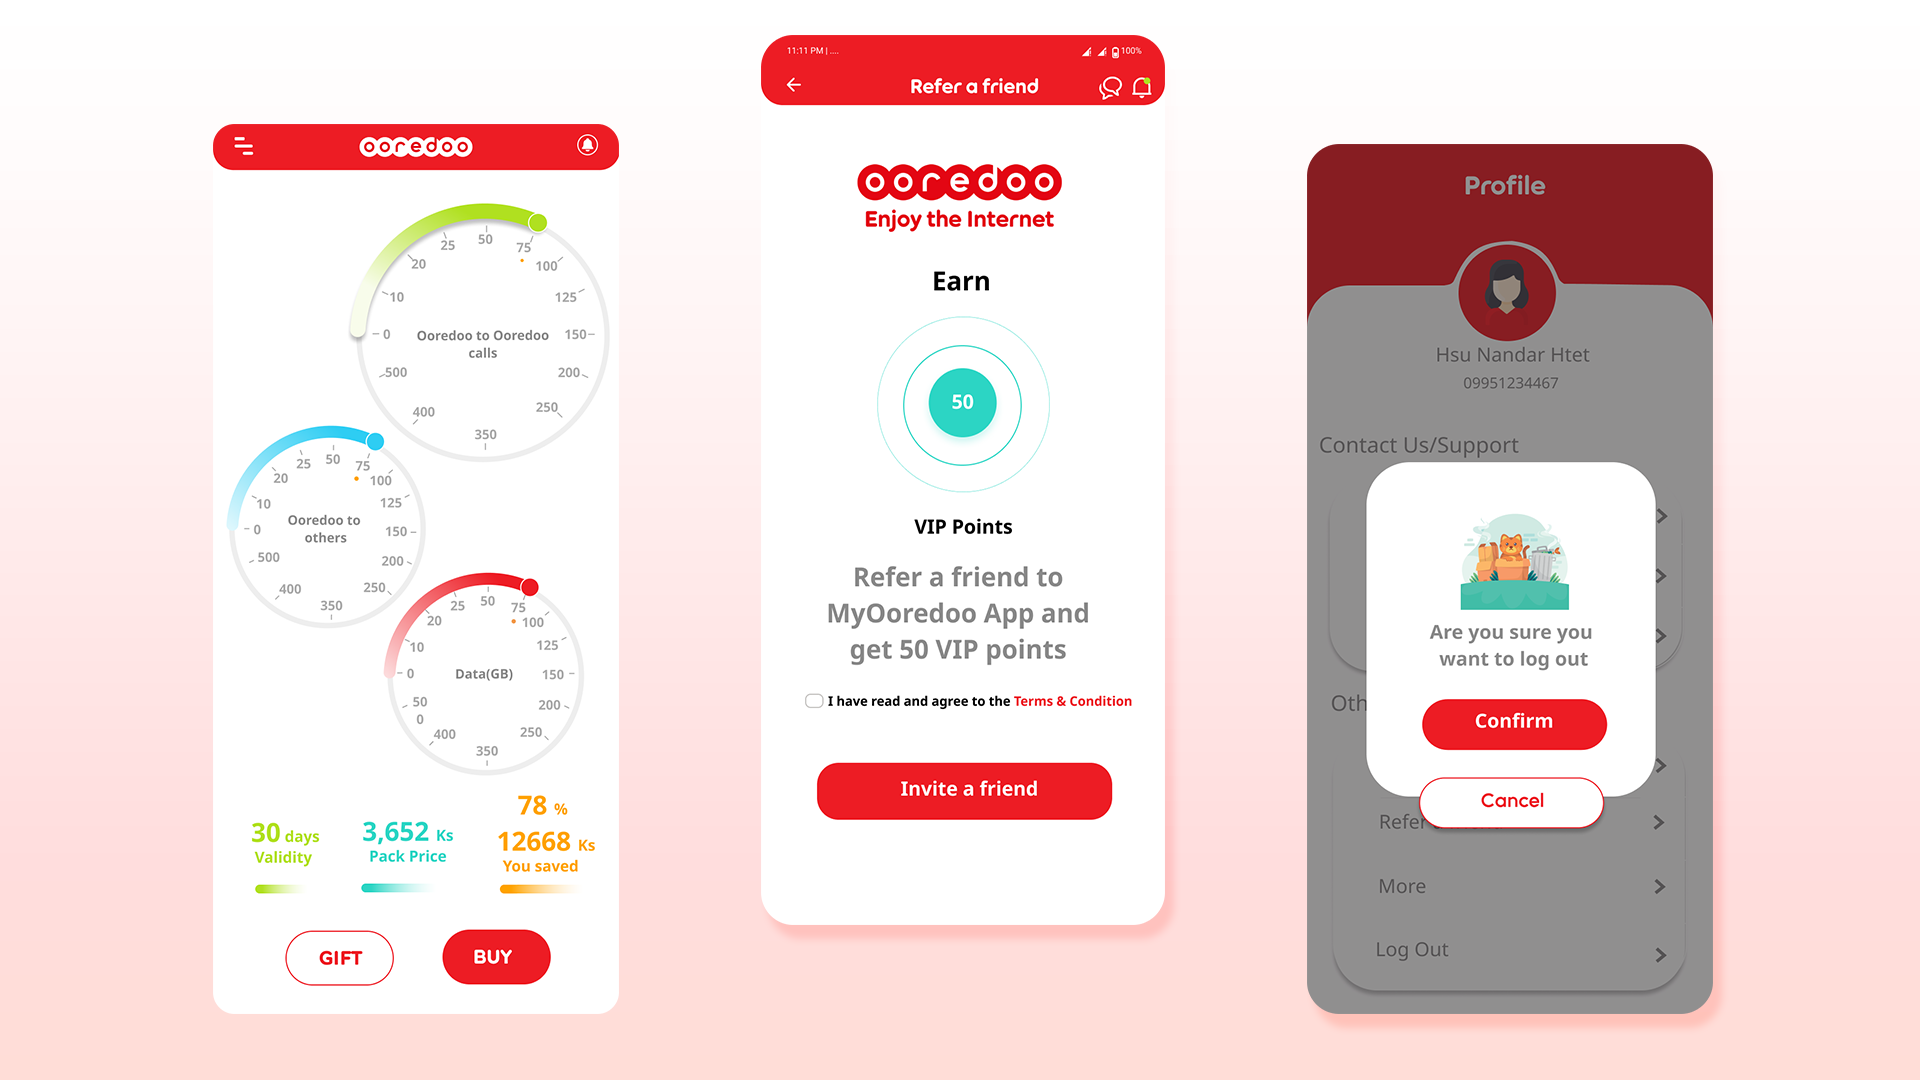 ooredoo
50
25
75
20
100
10
125
0
Ooredoo to Ooredoo
calls
150
500
200
400
250
350
50
25
75
20
100
10
125
0
Ooredoo to
others
150
500
200
400
250
350
50
25
75
20
100
10
125
0
Data(GB)
150
50
0
200
400
250
350
30 days
Validity
3,652 Ks
Pack Price
78 %
12668 Ks
You saved
GIFT
BUY
11:11 PM | ....
100%
Refer a friend
ooredoo
Enjoy the Internet
Earn
50
VIP Points
Refer a friend to
MyOoredoo App and
get 50 VIP points
I have read and agree to the Terms & Condition
Invite a friend
Profile
Hsu Nandar Htet
09951234467
Contact Us/Support
Are you sure you
want to log out
Oth
Confirm
Cancel
Refer
More
Log Out